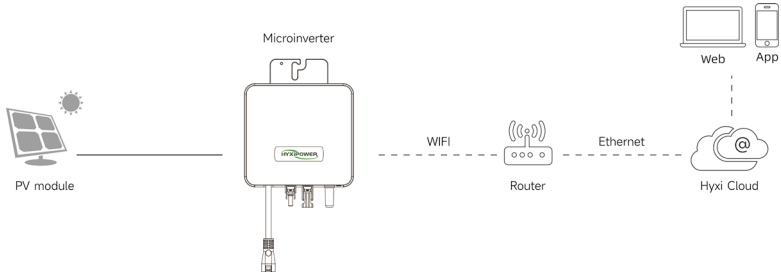 Microinverter
Web
App
HYXIPOWER
WIFI
Ethernet
@
PV module
Router
Hyxi Cloud